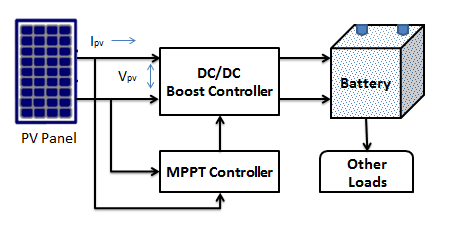 Ipv
Vpv
DC/DC
Boost Controller
Battery
PV Panel
MPPT Controller
Other
Loads